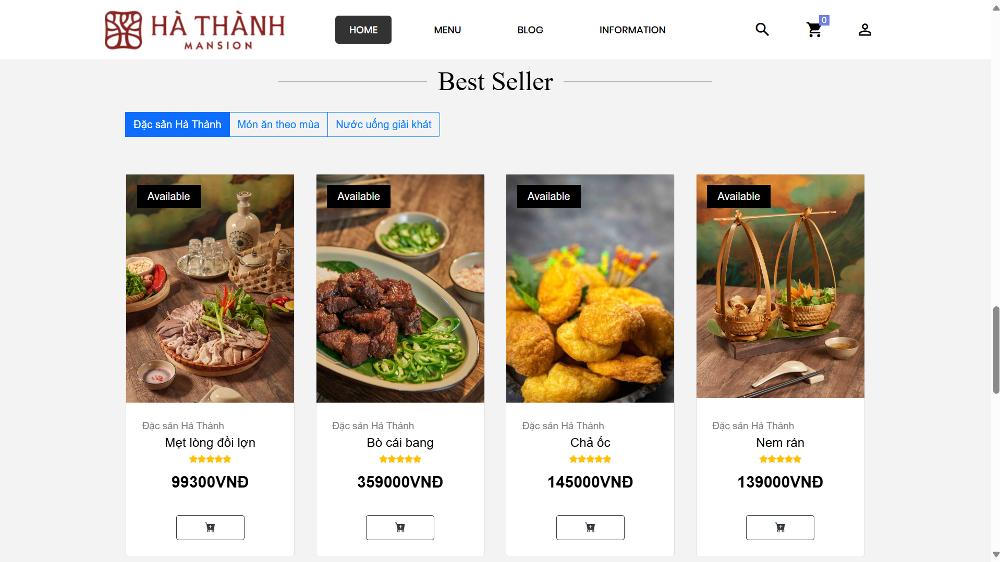 HÀ THÀNH
MANSION
HOME
MENU
BLOG
INFORMATION
0
Best Seller
Đặc sản Hà Thành
Món ăn theo mùa
Nước uống giải khát
Available
Available
Available
Available
Đặc sản Hà Thành
Mẹt lòng dồi lợn
99300VNĐ
Đặc sản Hà Thành
Bò cái bang
359000VNĐ
Đặc sản Hà Thành
Chả ốc
145000VNĐ
Đặc sản Hà Thành
Nem rán
139000VNĐ